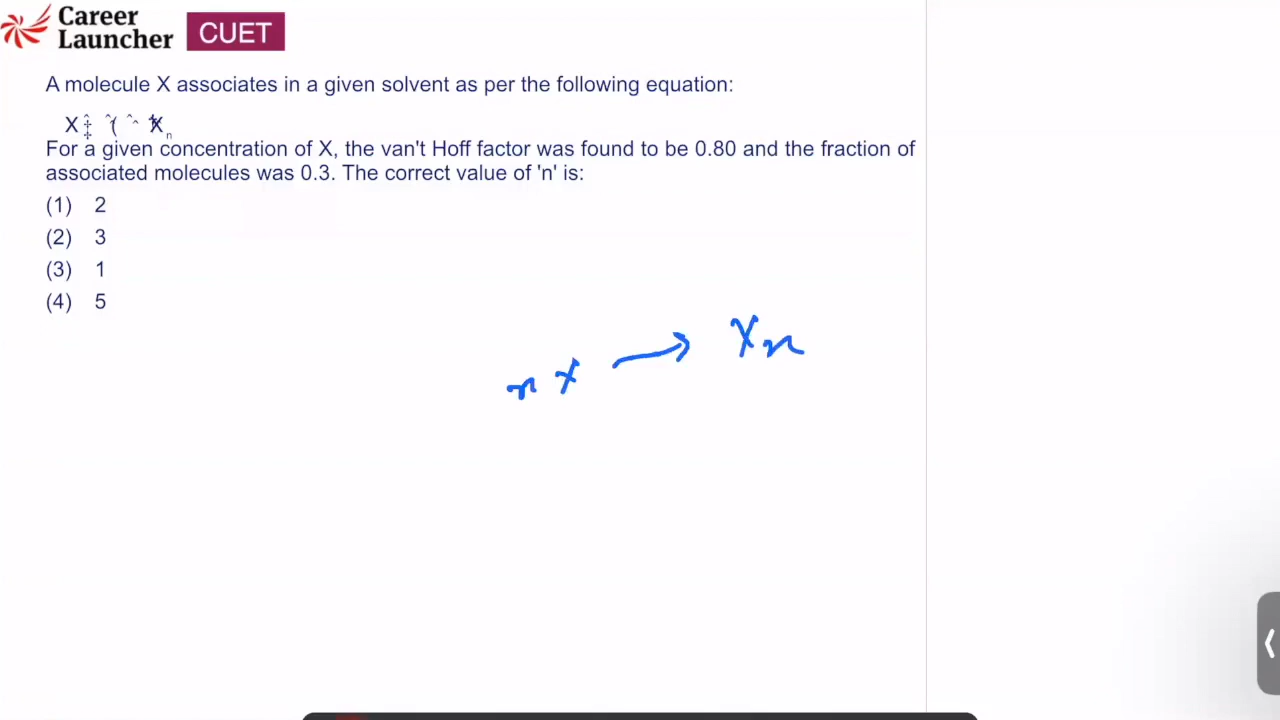 Career
Launcher
CUET
A molecule X associates in a given solvent as per the following equation:
X X n
For a given concentration of X, the van't Hoff factor was found to be 0.80 and the fraction of
associated molecules was 0.3. The correct value of 'n' is:
(1) 2
(2) 3
(3) 1
(4) 5
n X → Xn